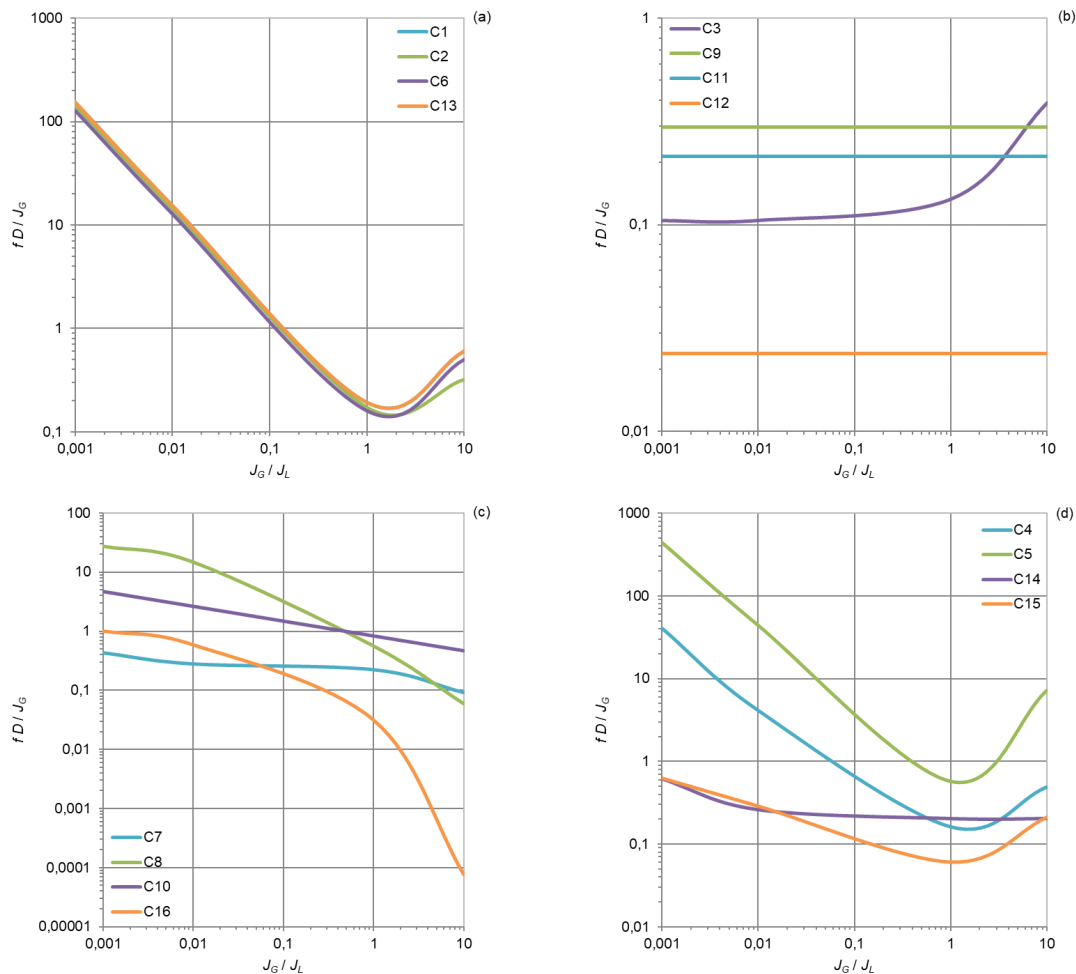 (a)
1000
100
10
1
0,1
f D / J_G
0,001
0,01
0,1
1
10
J_G / J_L
C1
C2
C6
C13
(b)
1
0,1
0,01
f D / J_G
0,001
0,01
0,1
1
10
J_G / J_L
C3
C9
C11
C12
(c)
100
10
1
0,1
0,01
0,001
0,0001
0,00001
f D / J_G
0,001
0,01
0,1
1
10
J_G / J_L
C7
C8
C10
C16
(d)
1000
100
10
1
0,1
0,01
f D / J_G
0,001
0,01
0,1
1
10
J_G / J_L
C4
C5
C14
C15